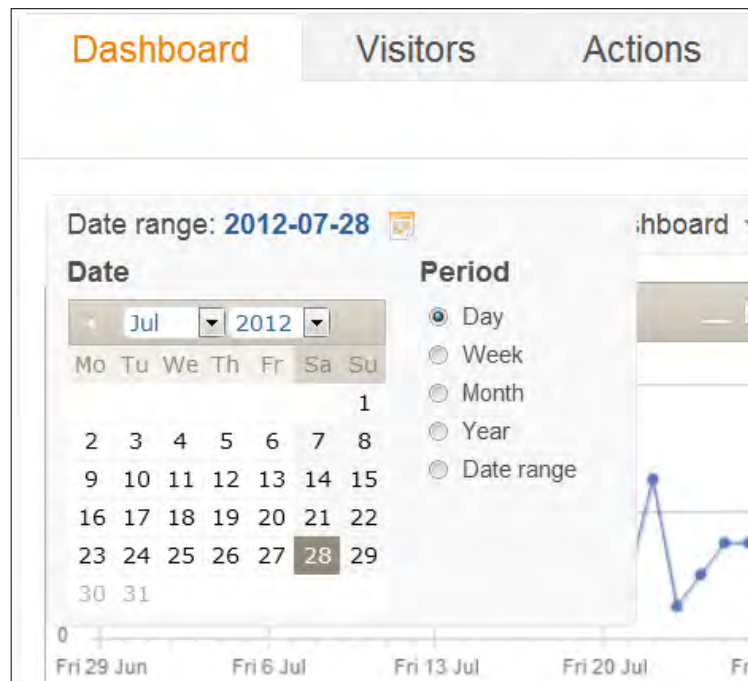 Dashboard Visitors Actions
Date range: 2012-07-28 hboard
Date Period
Jul 2012 Day
Mo Tu We Th Fr Sa Su Week
1 Month
2 3 4 5 6 7 8 Year
9 10 11 12 13 14 15 Date range
16 17 18 19 20 21 22
23 24 25 26 27 28 29
30 31
0
Fri 29 Jun Fri 6 Jul Fri 13 Jul Fri 20 Jul Fr